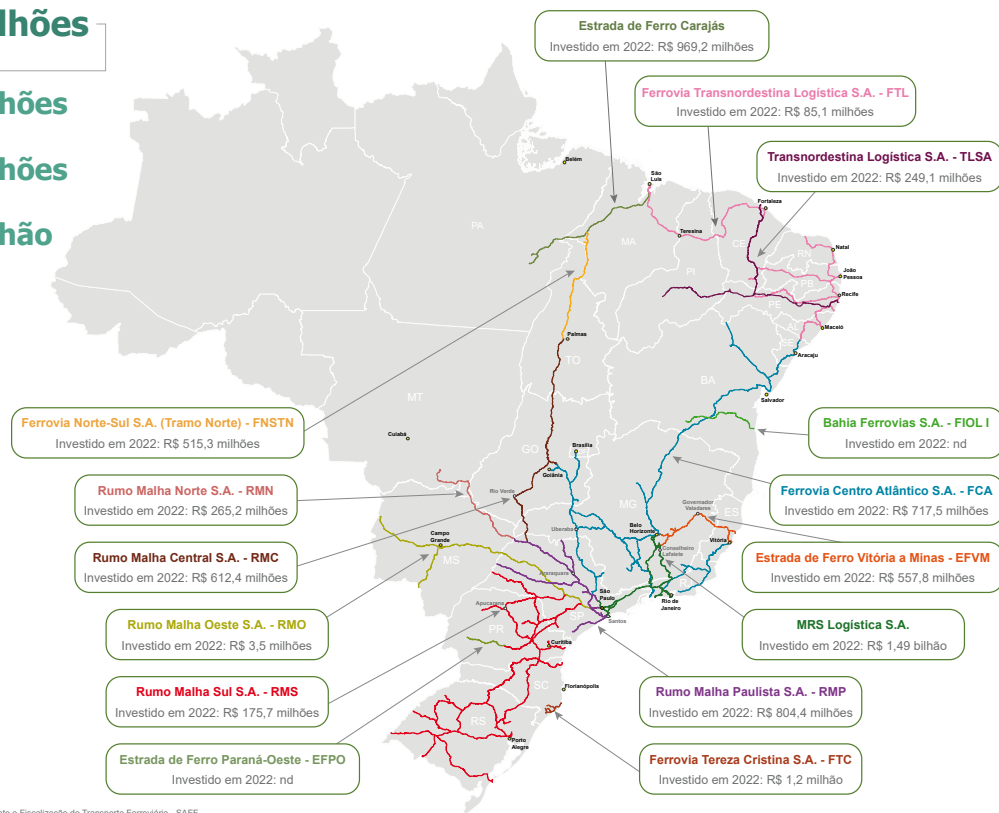 lhões
Estrada de Ferro Carajás
Investido em 2022: R$ 969,2 milhões
hões
Ferrovia Transnordestina Logística S.A. - FTL
Investido em 2022: R$ 85,1 milhões
hões
Transnordestina Logística S.A. - TLSA
Investido em 2022: R$ 249,1 milhões
hão
Belém
São
Luís
Fortaleza
PA
MA
Teresina
CE
RN
Natal
PI
PB
João
Pessoa
PE
Recife
AL
Maceió
SE
Aracaju
Palmas
TO
BA
MT
Salvador
Ferrovia Norte-Sul S.A. (Tramo Norte) - FNSTN
Investido em 2022: R$ 515,3 milhões
Cuiabá
Bahia Ferrovias S.A. - FIOL I
Investido em 2022: nd
GO
Brasília
Goiânia
Rumo Malha Norte S.A. - RMN
Investido em 2022: R$ 265,2 milhões
Rio Verde
Ferrovia Centro Atlântico S.A. - FCA
Investido em 2022: R$ 717,5 milhões
MG
Governador
Valadares
ES
Uberaba
Belo
Horizonte
Vitória
Rumo Malha Central S.A. - RMC
Investido em 2022: R$ 612,4 milhões
Campo
Grande
MS
Conselheiro
Lafaiete
Estrada de Ferro Vitória a Minas - EFVM
Investido em 2022: R$ 557,8 milhões
Araraquara
São
Paulo
Rio de
Janeiro
Rumo Malha Oeste S.A. - RMO
Investido em 2022: R$ 3,5 milhões
Apucarana
SP
Santos
MRS Logística S.A.
Investido em 2022: R$ 1,49 bilhão
PR
Curitiba
Rumo Malha Sul S.A. - RMS
Investido em 2022: R$ 175,7 milhões
SC
Florianópolis
Rumo Malha Paulista S.A. - RMP
Investido em 2022: R$ 804,4 milhões
RS
Porto
Alegre
Estrada de Ferro Paraná-Oeste - EFPO
Investido em 2022: nd
Ferrovia Tereza Cristina S.A. - FTC
Investido em 2022: R$ 1,2 milhão
e Fiscalização de Transporte Ferroviário - SAFE